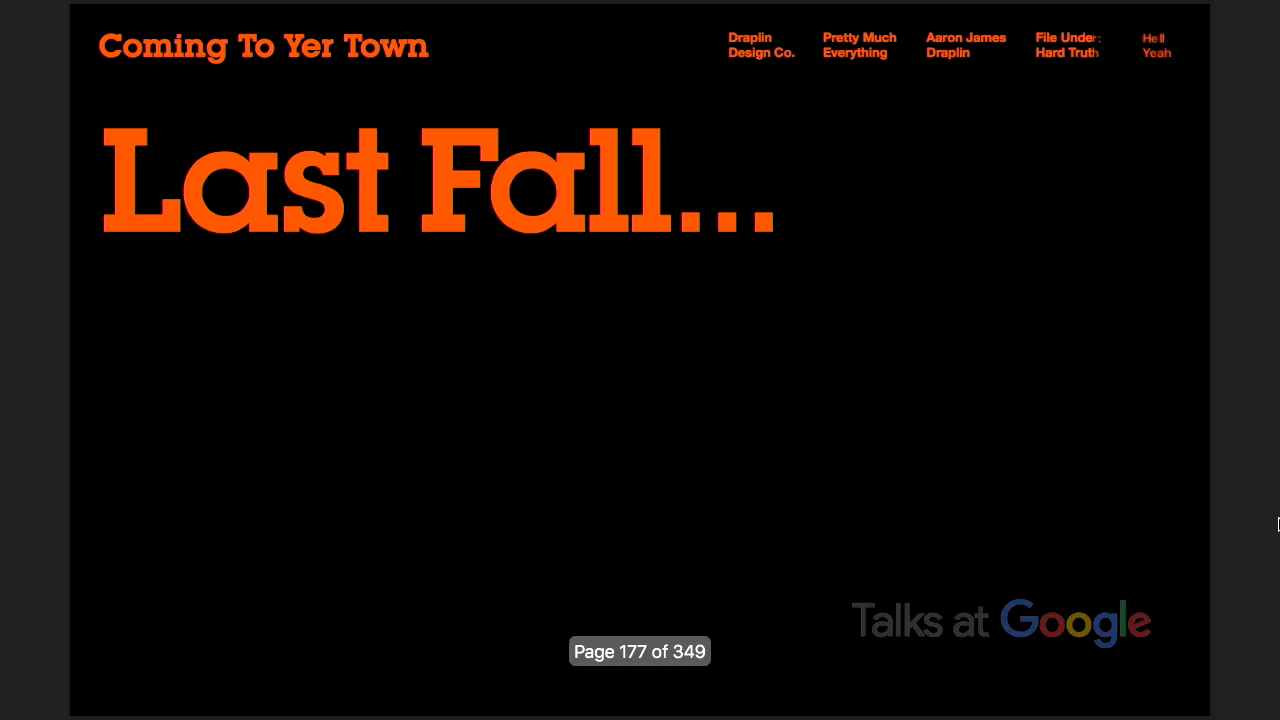 Coming To Yer Town
Draplin
Design Co.
Pretty Much
Everything
Aaron James
Draplin
File Under:
Hard Truth
Hell
Yeah
Last Fall...
Talks at Google
Page 177 of 349